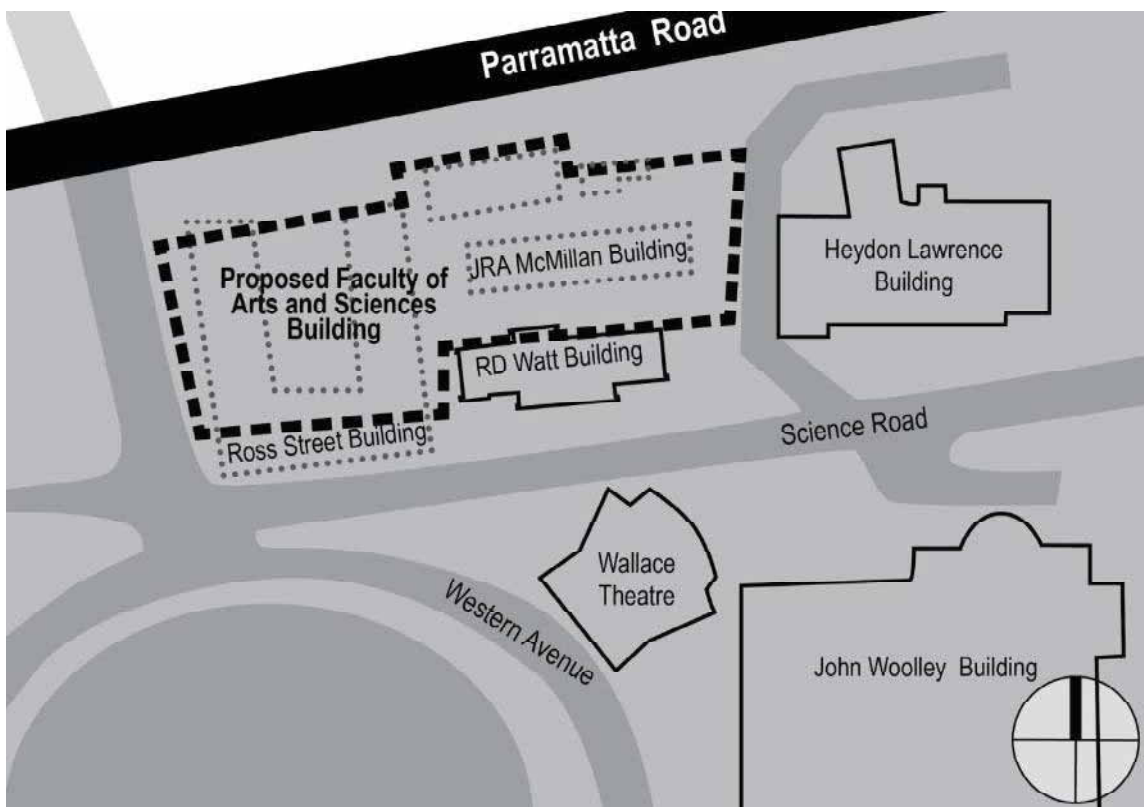 Parramatta Road
Proposed Faculty of
Arts and Sciences
Building
JRA McMillan Building
Heydon Lawrence
Building
RD Watt Building
Ross Street Building
Science Road
Wallace
Theatre
Western Avenue
John Woolley Building